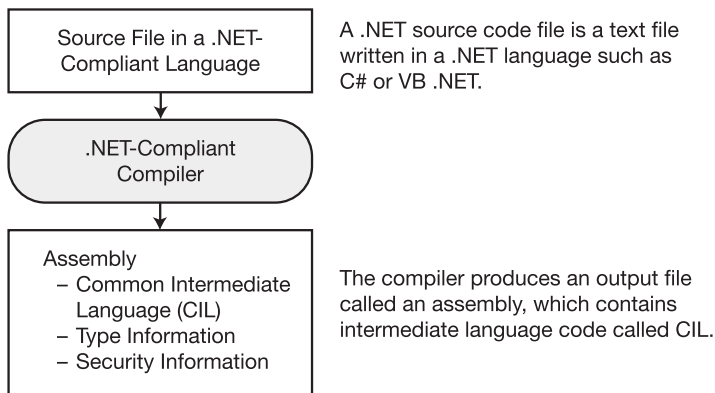 Source File in a .NET-
Compliant Language
A .NET source code file is a text file
written in a .NET language such as
C# or VB .NET.
.NET-Compliant
Compiler
Assembly
– Common Intermediate
Language (CIL)
– Type Information
– Security Information
The compiler produces an output file
called an assembly, which contains
intermediate language code called CIL.